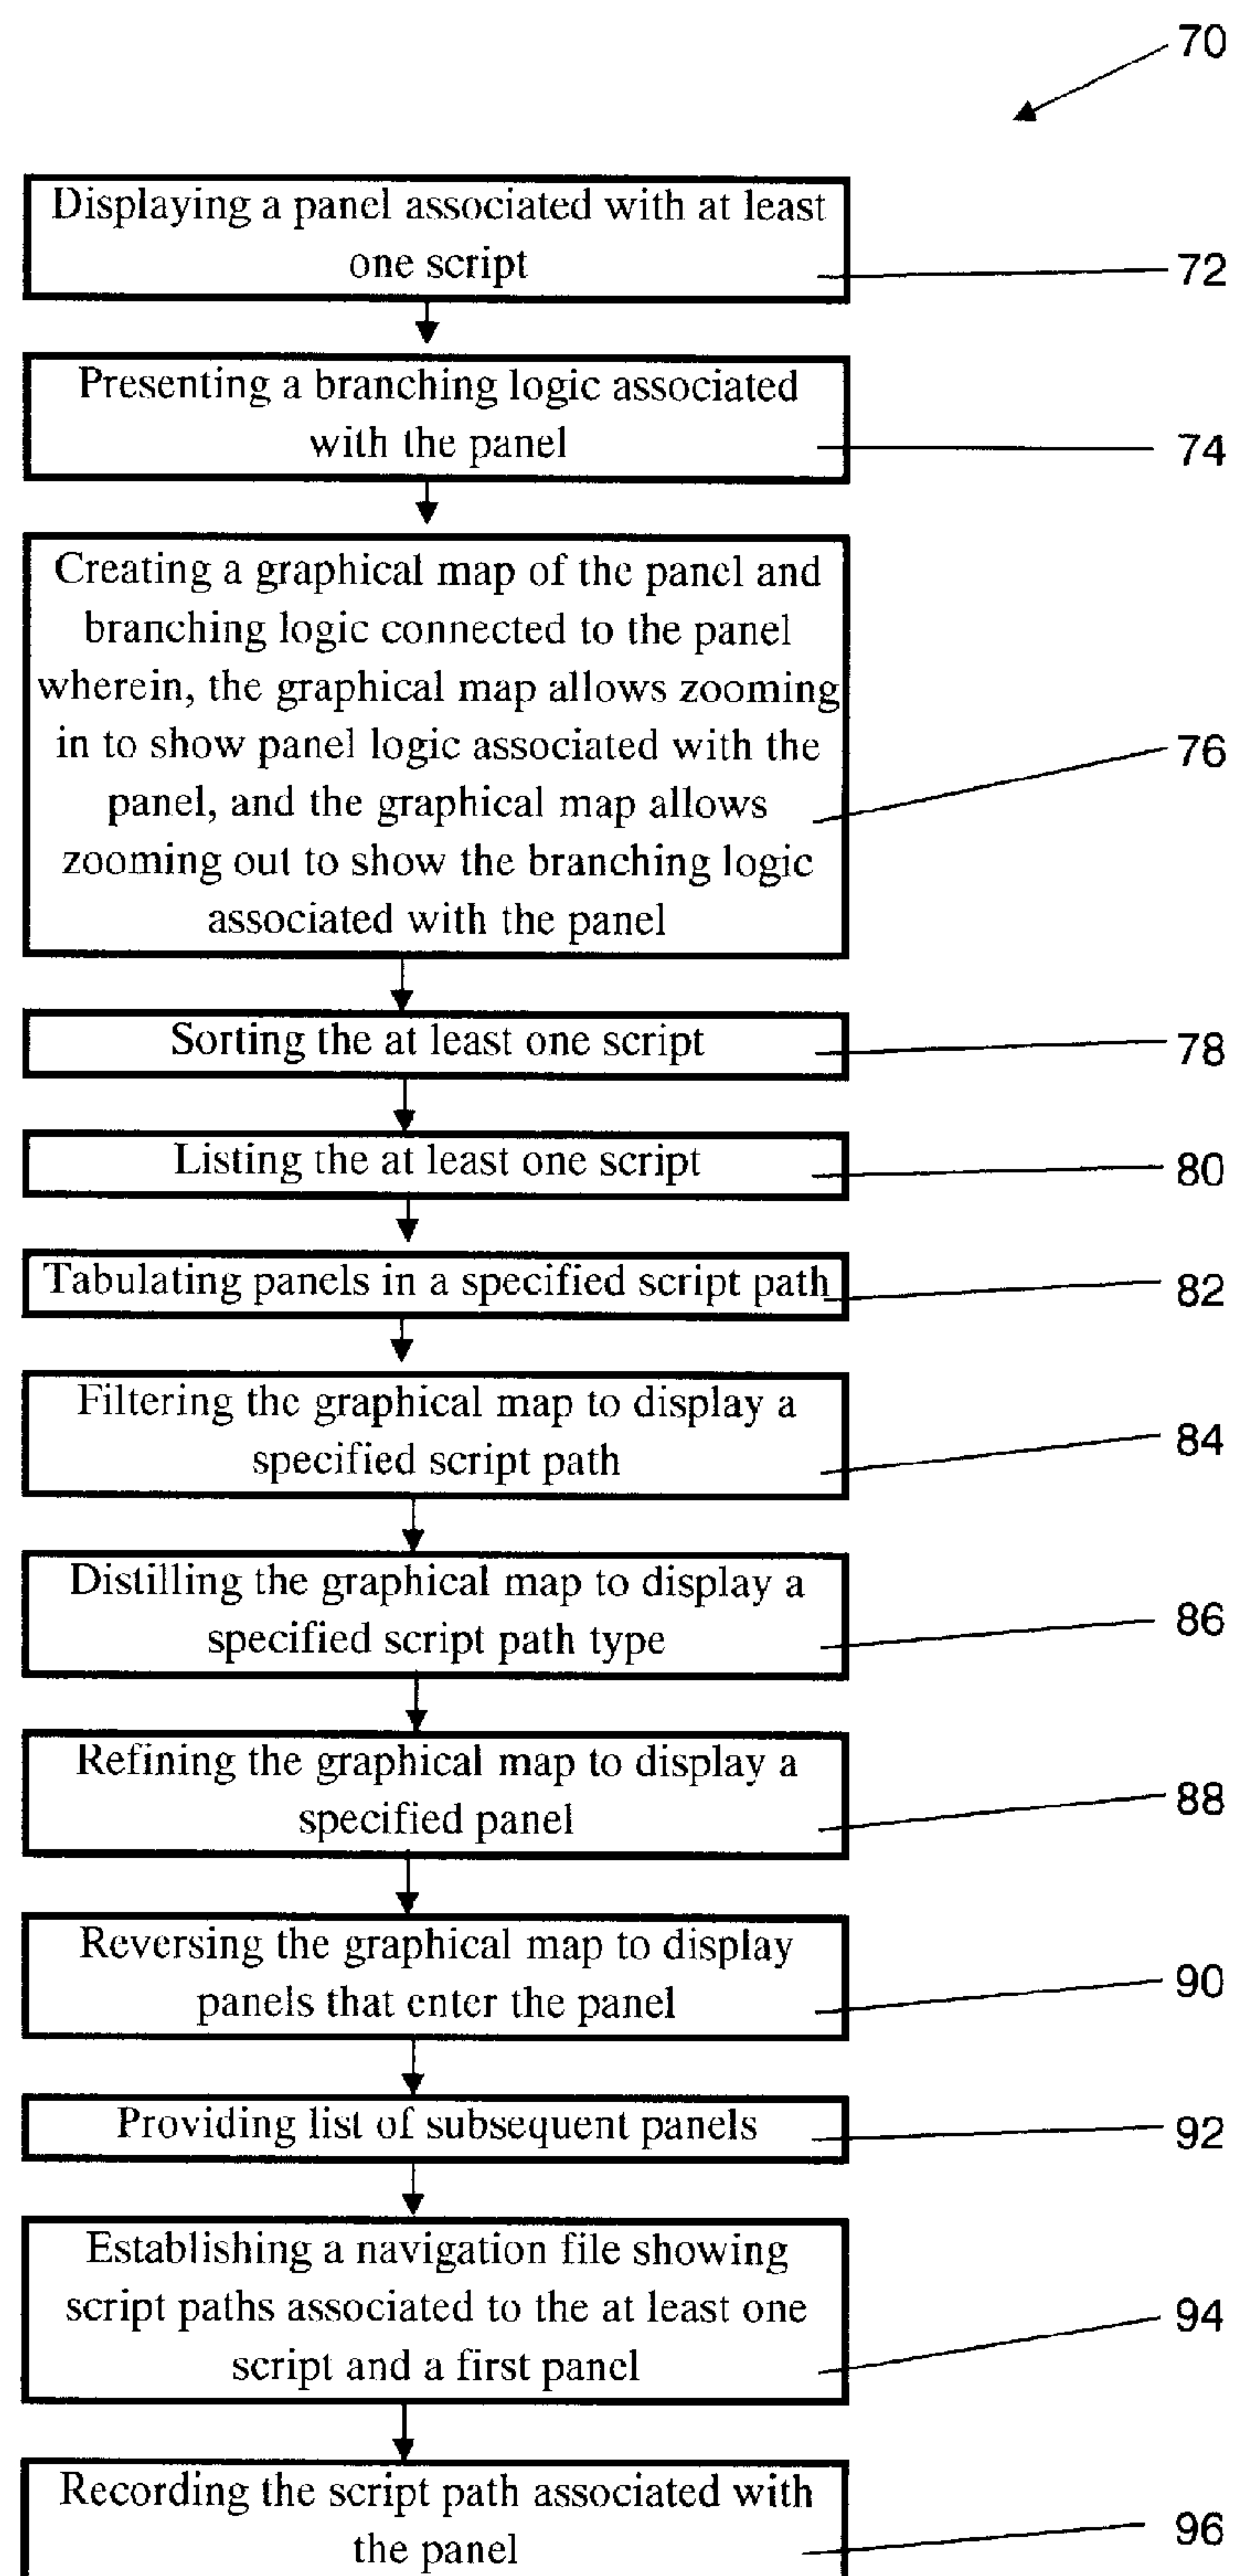 70
Displaying a panel associated with at least
one script
72
Presenting a branching logic associated
with the panel
74
Creating a graphical map of the panel and
branching logic connected to the panel
wherein, the graphical map allows zooming
in to show panel logic associated with the
panel, and the graphical map allows
zooming out to show the branching logic
associated with the panel
76
Sorting the at least one script
78
Listing the at least one script
80
Tabulating panels in a specified script path
82
Filtering the graphical map to display a
specified script path
84
Distilling the graphical map to display a
specified script path type
86
Refining the graphical map to display a
specified panel
88
Reversing the graphical map to display
panels that enter the panel
90
Providing list of subsequent panels
92
Establishing a navigation file showing
script paths associated to the at least one
script and a first panel
94
Recording the script path associated with
the panel
96